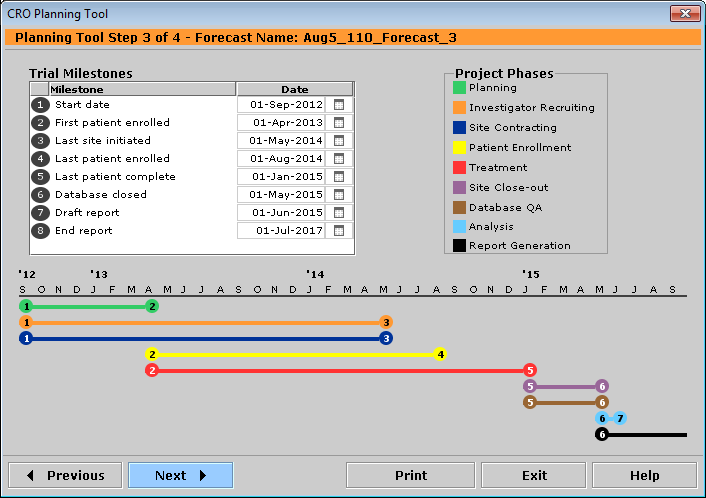 CRO Planning Tool
Planning Tool Step 3 of 4 - Forecast Name: Aug5_110_Forecast_3
Trial Milestones
Milestone Date
1 Start date 01-Sep-2012
2 First patient enrolled 01-Apr-2013
3 Last site initiated 01-May-2014
4 Last patient enrolled 01-Aug-2014
5 Last patient complete 01-Jan-2015
6 Database closed 01-May-2015
7 Draft report 01-Jun-2015
8 End report 01-Jul-2017
Project Phases
Planning
Investigator Recruiting
Site Contracting
Patient Enrollment
Treatment
Site Close-out
Database QA
Analysis
Report Generation
'12 '13 '14 '15
S O N D J F M A M J J A S O N D J F M A M J J A S O N D J F M A M J J A S
1 2
1 3
1 3
2 4
2 5
5 6
5 6
6 7
6
Previous Next Print Exit Help